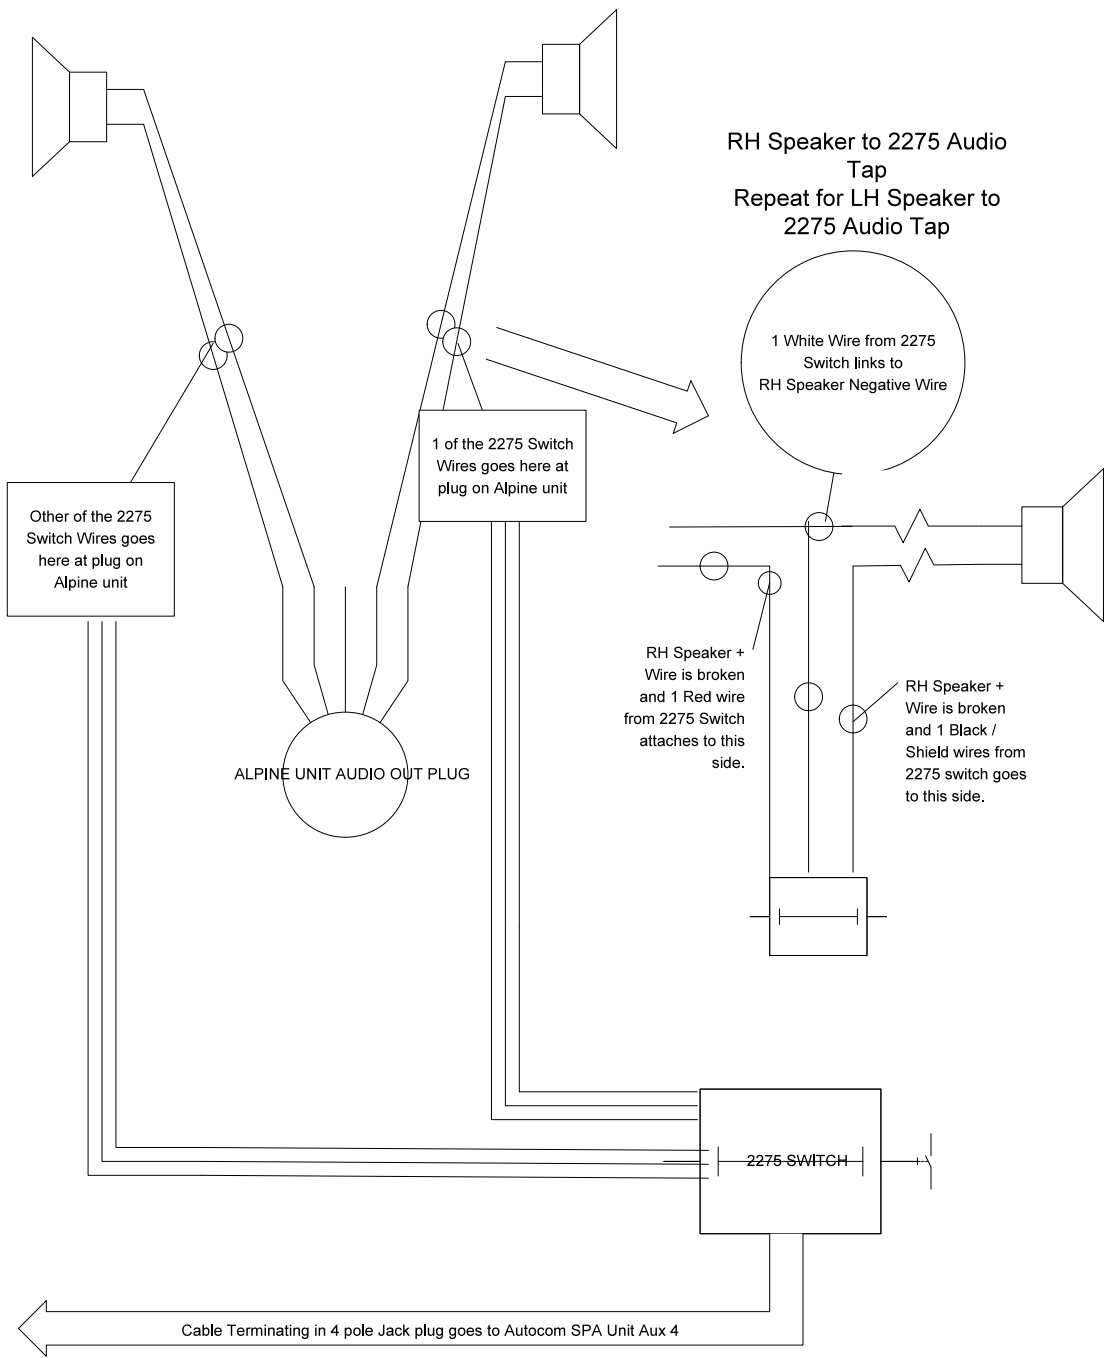 RH Speaker to 2275 Audio
Tap
Repeat for LH Speaker to
2275 Audio Tap
1 White Wire from 2275
Switch links to
RH Speaker Negative Wire
1 of the 2275 Switch
Wires goes here at
plug on Alpine unit
Other of the 2275
Switch Wires goes
here at plug on
Alpine unit
RH Speaker +
Wire is broken
and 1 Red wire
from 2275 Switch
attaches to this
side.
RH Speaker +
Wire is broken
and 1 Black /
Shield wires from
2275 switch goes
to this side.
ALPINE UNIT AUDIO OUT PLUG
2275 SWITCH
Cable Terminating in 4 pole Jack plug goes to Autocom SPA Unit Aux 4